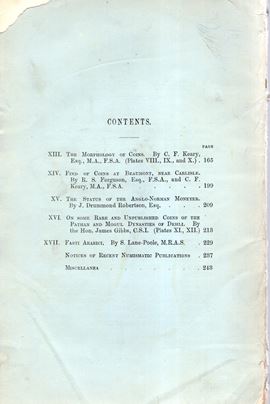 CONTENTS.
PAGE
XIII. The Morphology of Coins. By C. F. Keary,
Esq., M.A., F.S.A. (Plates VIII., IX., and X.) . 165
XIV. Find of Coins at Beaumont, near Carlisle.
By R. S. Ferguson, Esq., F.S.A., and C. F.
Keary, M.A., F.S.A. . . . . . 199
XV. The Status of the Anglo-Norman Moneyer.
By J. Drummond Robertson, Esq. . . . 209
XVI. On some Rare and Unpublished Coins of the
Pathan and Mogul Dynasties of Dehli. By
the Hon. James Gibbs, C.S.I. (Plates XI., XII.) 213
XVII. Fasti Arabici. By S. Lane-Poole, M.R.A.S. . 229
Notices of Recent Numismatic Publications . . 237
Miscellanea . . . . . . . 243